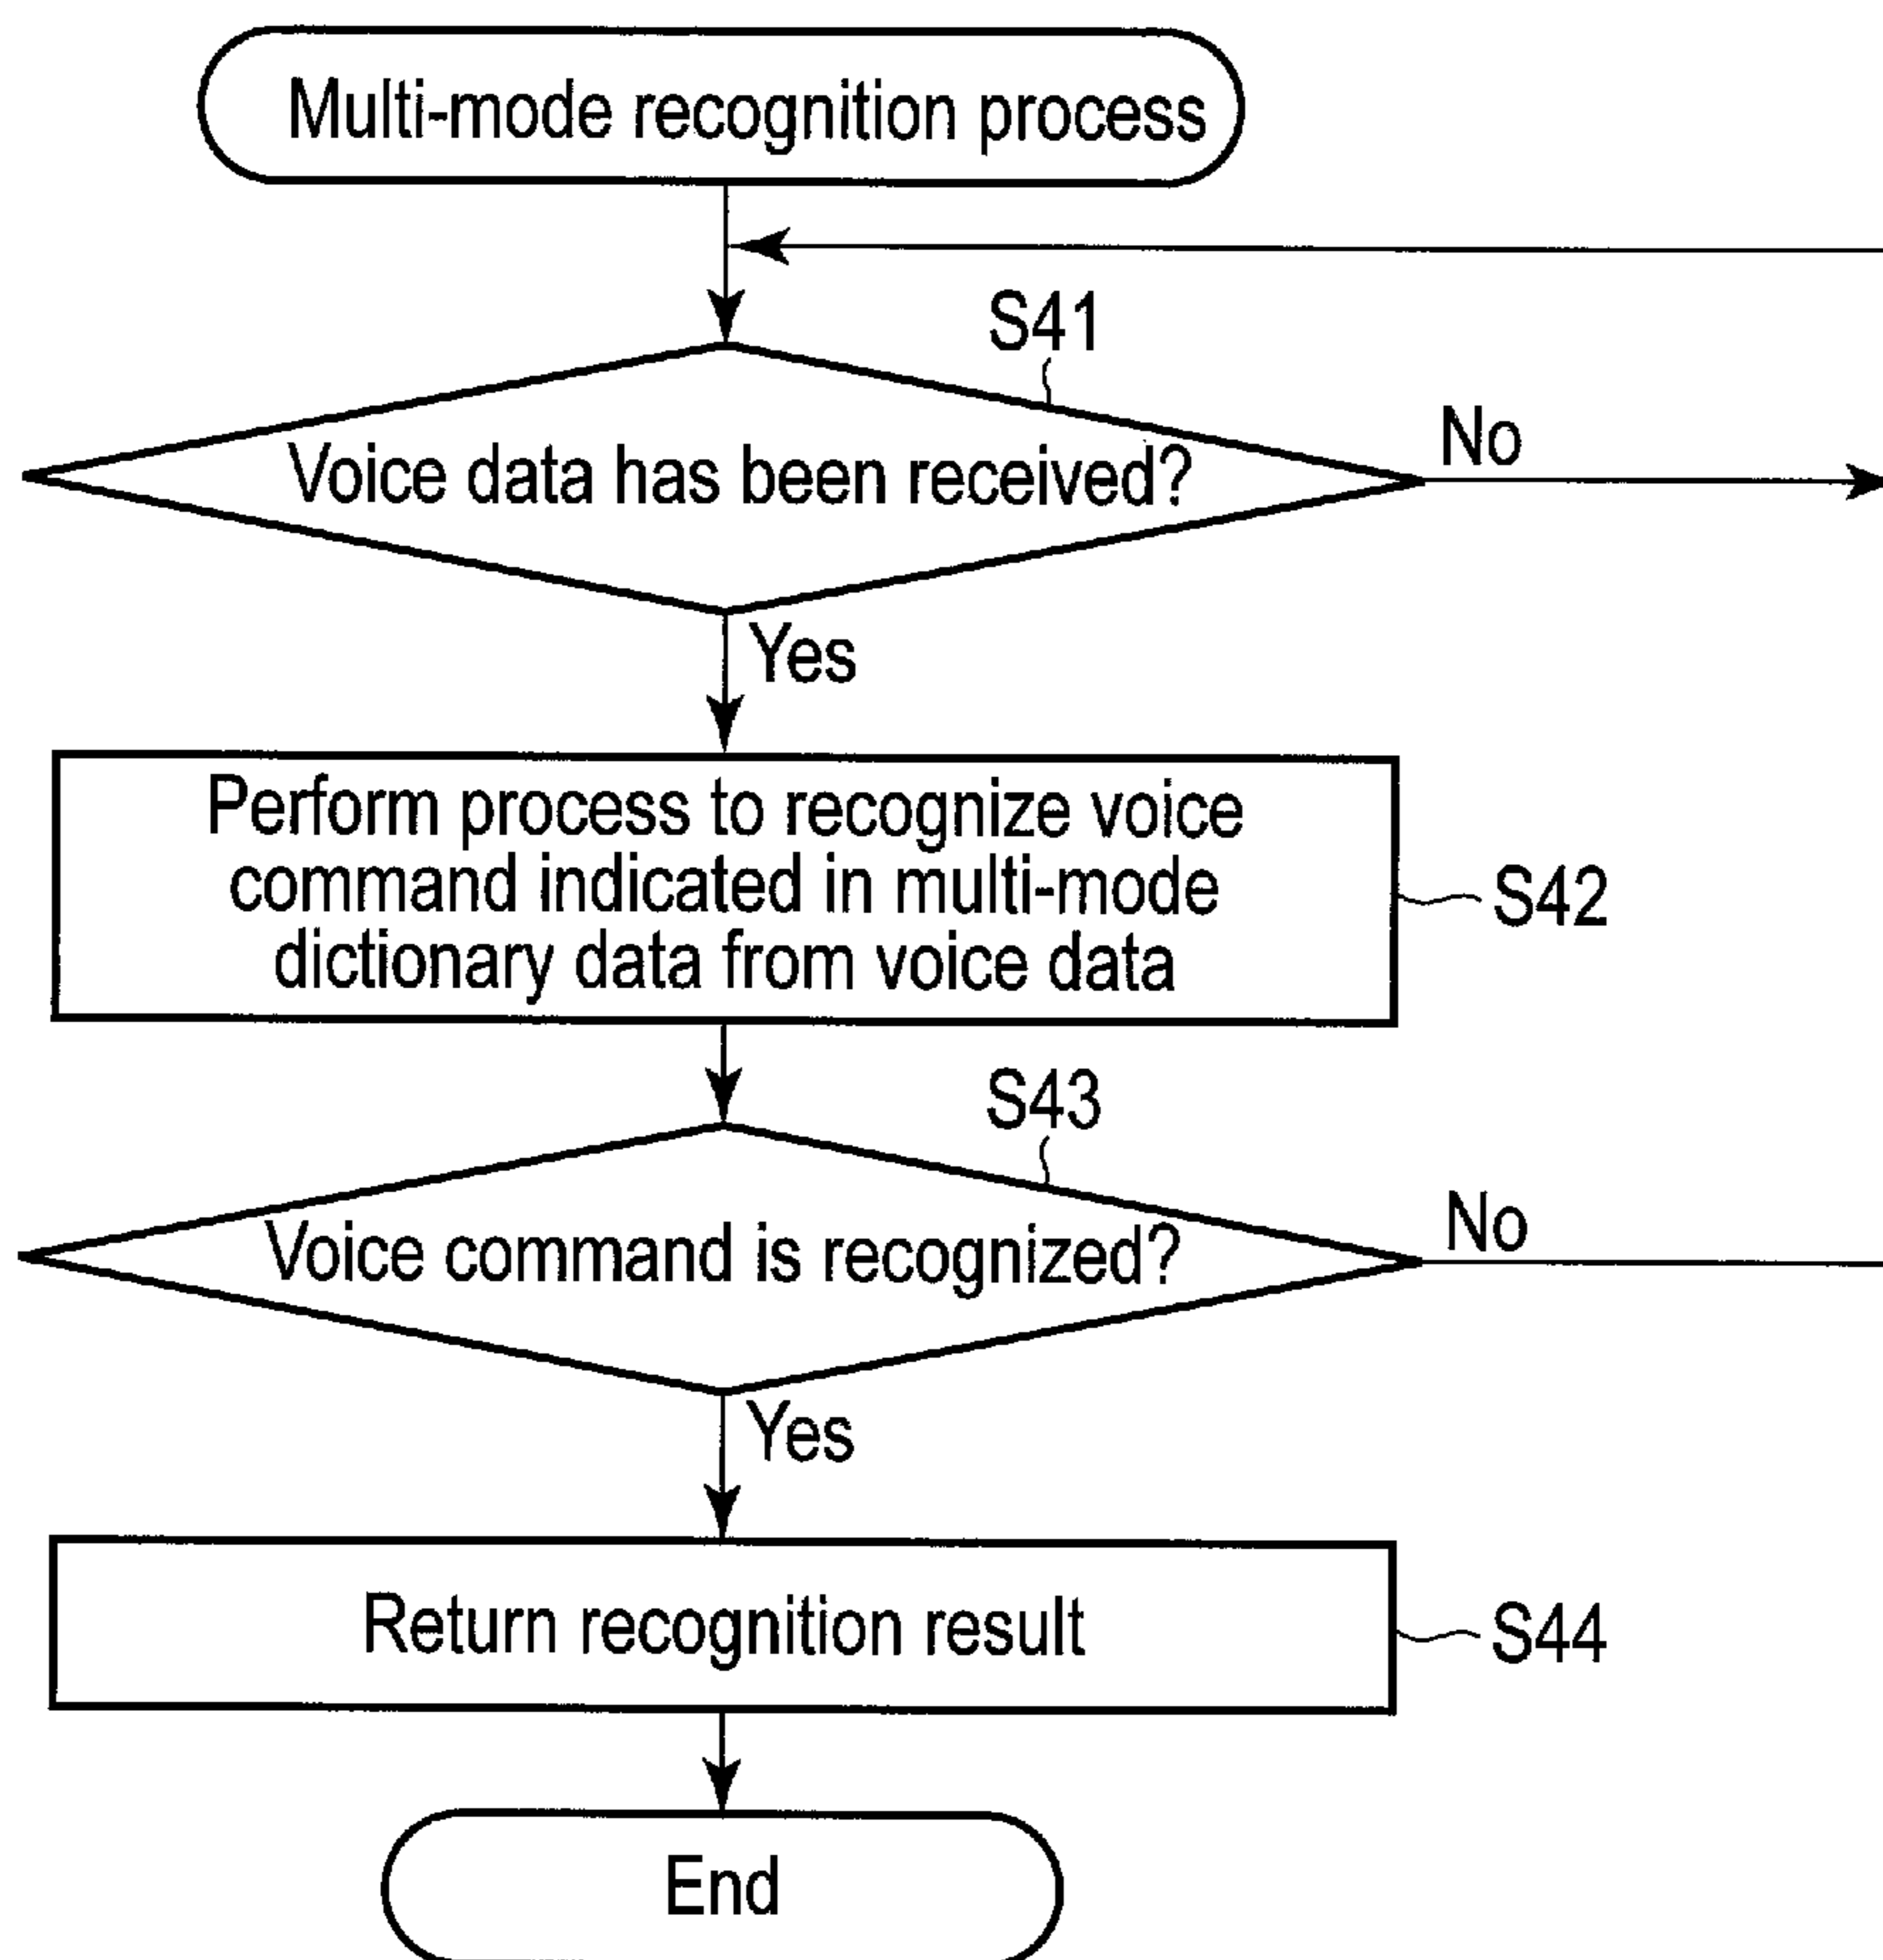 Multi-mode recognition process
S41
Voice data has been received?
No
Yes
Perform process to recognize voice
command indicated in multi-mode
dictionary data from voice data
S42
S43
Voice command is recognized?
No
Yes
Return recognition result
S44
End